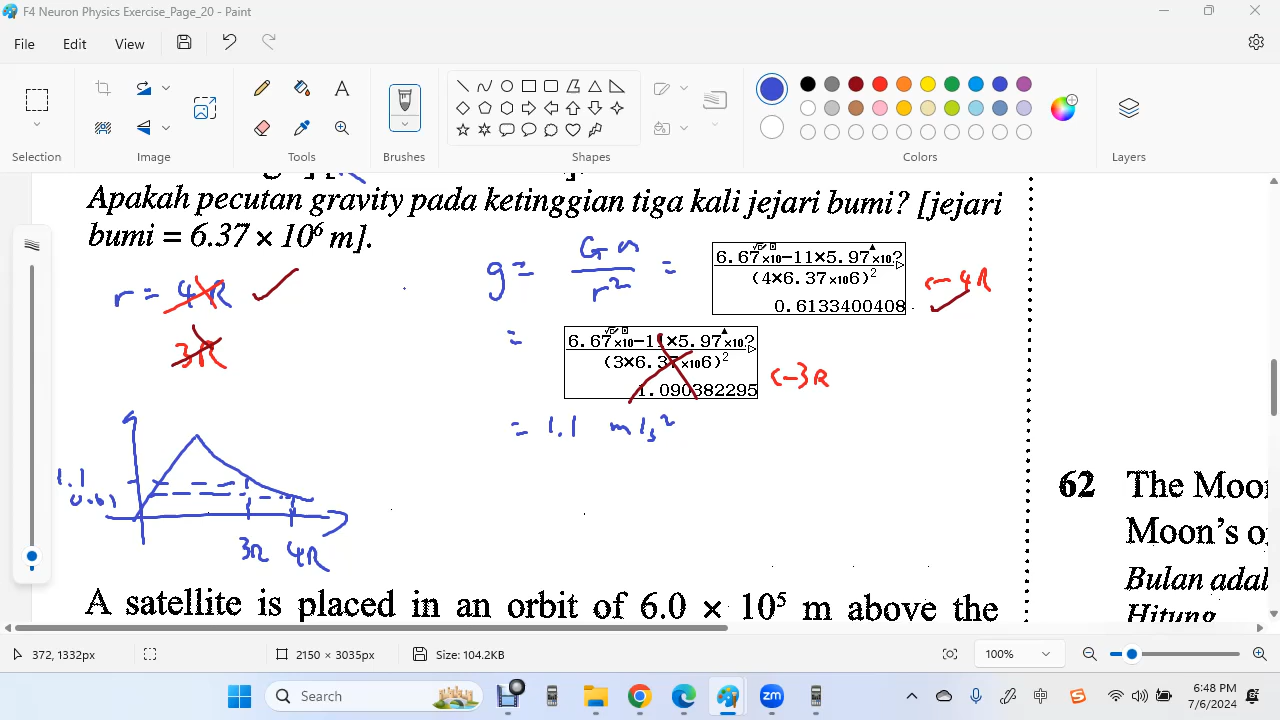 F4 Neuron Physics Exercise_Page_20 - Paint
File Edit View
Selection Image Tools Brushes Shapes Colors Layers
Apakah pecutan gravity pada ketinggian tiga kali jejari bumi? [jejari
bumi = 6.37 × 10⁶ m].
r = 4R
3R
g = GM/r² =
6.67×10−11×5.97×10?
(4×6.37×106)²
0.6133400408
← 4R
=
6.67×10−11×5.97×10?
(3×6.37×106)²
1.090382295
← 3R
= 1.1 m/s²
1.1
0.61
3R 4R
62 The Moo
Moon's o
Bulan adal
Hitung
A satellite is placed in an orbit of 6.0 × 10⁵ m above the
372, 1332px 2150 × 3035px Size: 104.2KB 100%
Search
zm
中
S
6:48 PM
7/6/2024